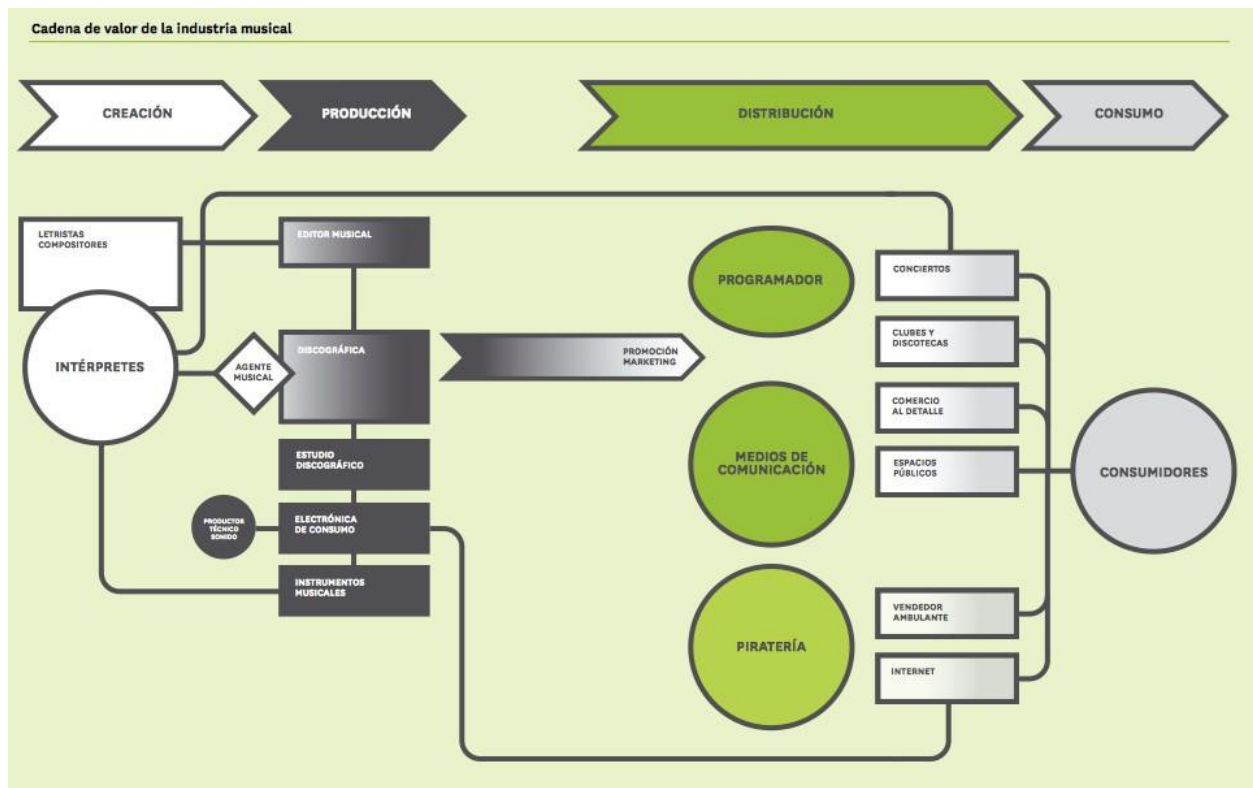 Cadena de valor de la industria musical
CREACIÓN
PRODUCCIÓN
DISTRIBUCIÓN
CONSUMO
LETRISTAS
COMPOSITORES
INTÉRPRETES
AGENTE
MUSICAL
EDITOR MUSICAL
DISCOGRÁFICA
ESTUDIO
DISCOGRÁFICO
PRODUCTOR
TÉCNICO
SONIDO
ELECTRÓNICA
DE CONSUMO
INSTRUMENTOS
MUSICALES
PROMOCIÓN
MARKETING
PROGRAMADOR
MEDIOS DE
COMUNICACIÓN
PIRATERÍA
CONCIERTOS
CLUBES Y
DISCOTECAS
COMERCIO
AL DETALLE
ESPACIOS
PÚBLICOS
VENDEDOR
AMBULANTE
INTERNET
CONSUMIDORES